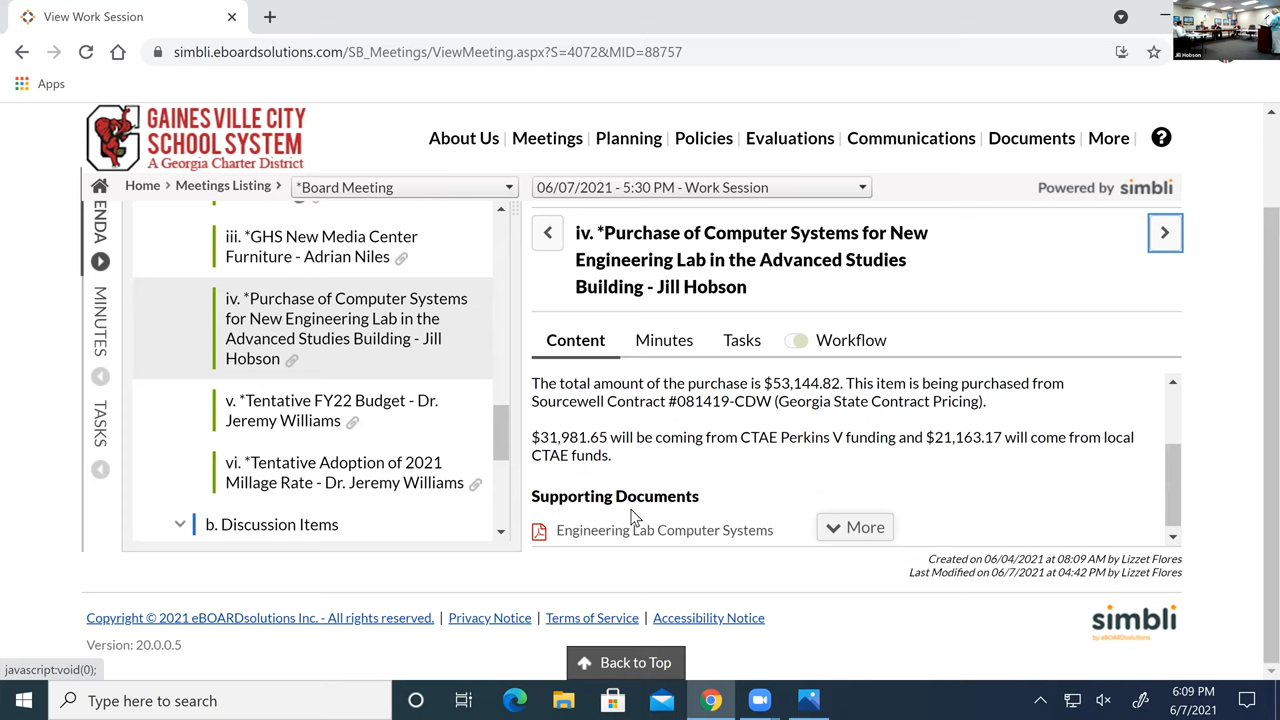 View Work Session
simbli.eboardsolutions.com/SB_Meetings/ViewMeeting.aspx?S=4072&MID=88757
Jill Hobson
Apps
GAINESVILLE CITY
SCHOOL SYSTEM
A Georgia Charter District
About Us | Meetings | Planning | Policies | Evaluations | Communications | Documents | More | ?
Home > Meetings Listing > *Board Meeting 06/07/2021 - 5:30 PM - Work Session Powered by simbli
ENDA
MINUTES
TASKS
iii. *GHS New Media Center
Furniture - Adrian Niles
iv. *Purchase of Computer Systems
for New Engineering Lab in the
Advanced Studies Building - Jill
Hobson
v. *Tentative FY22 Budget - Dr.
Jeremy Williams
vi. *Tentative Adoption of 2021
Millage Rate - Dr. Jeremy Williams
b. Discussion Items
iv. *Purchase of Computer Systems for New
Engineering Lab in the Advanced Studies
Building - Jill Hobson
Content Minutes Tasks Workflow
The total amount of the purchase is $53,144.82. This item is being purchased from
Sourcewell Contract #081419-CDW (Georgia State Contract Pricing).
$31,981.65 will be coming from CTAE Perkins V funding and $21,163.17 will come from local
CTAE funds.
Supporting Documents
Engineering Lab Computer Systems
More
Created on 06/04/2021 at 08:09 AM by Lizzet Flores
Last Modified on 06/7/2021 at 04:42 PM by Lizzet Flores
Copyright © 2021 eBOARDsolutions Inc. - All rights reserved. | Privacy Notice | Terms of Service | Accessibility Notice
simbli
by eBOARDsolutions
Version: 20.0.0.5
javascript:void(0);
Back to Top
Type here to search
6:09 PM
6/7/2021